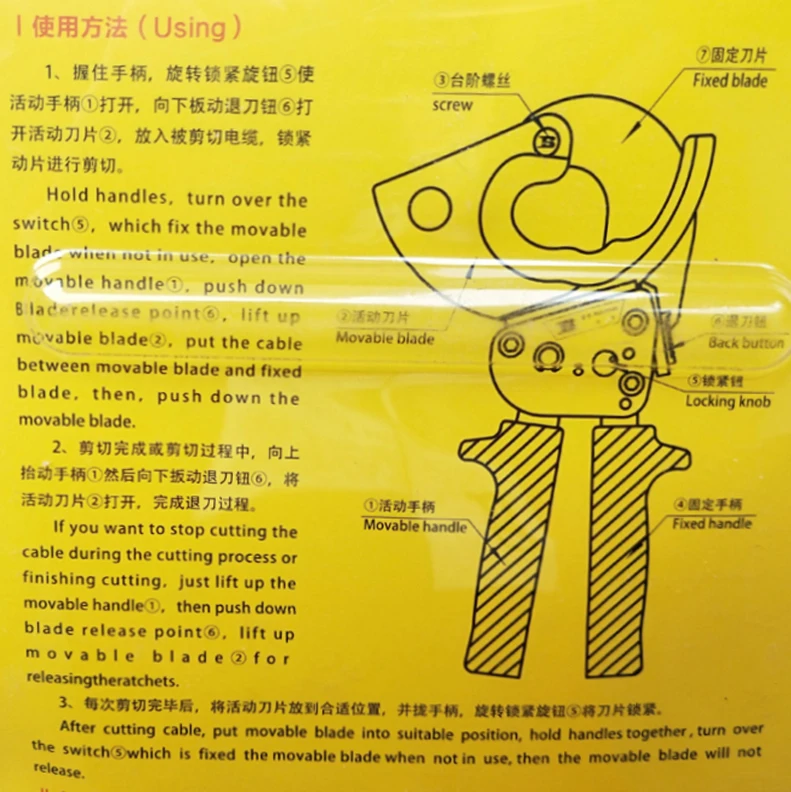 使用方法（Using）
1、握住手柄，旋转锁紧旋钮⑤使
活动手柄①打开，向下板动退刀钮⑥打
开活动刀片②，放入被剪切电缆，锁紧
动片进行剪切。
Hold handles, turn over the
switch⑤, which fix the movable
blade when not in use, open the
movable handle①, push down
Bladerelease point⑥, lift up
movable blade②, put the cable
between movable blade and fixed
blade, then, push down the
movable blade.
2、剪切完成或剪切过程中，向上
抬动手柄①然后向下扳动退刀钮⑥，将
活动刀片②打开，完成退刀过程。
If you want to stop cutting the
cable during the cutting process or
finishing cutting, just lift up the
movable handle①, then push down
blade release point⑥, lift up
movable blade②for
releasingtheratchets.
3、每次剪切完毕后，将活动刀片放到合适位置，并拢手柄，旋转锁紧旋钮⑤将刀片锁紧。
After cutting cable, put movable blade into suitable position, hold handles together, turn over
the switch⑤which is fixed the movable blade when not in use, then the movable blade will not
release.
⑦固定刀片
Fixed blade
③台阶螺丝
screw
②活动刀片
Movable blade
⑥退刀钮
Back button
⑤锁紧钮
Locking knob
①活动手柄
Movable handle
④固定手柄
Fixed handle